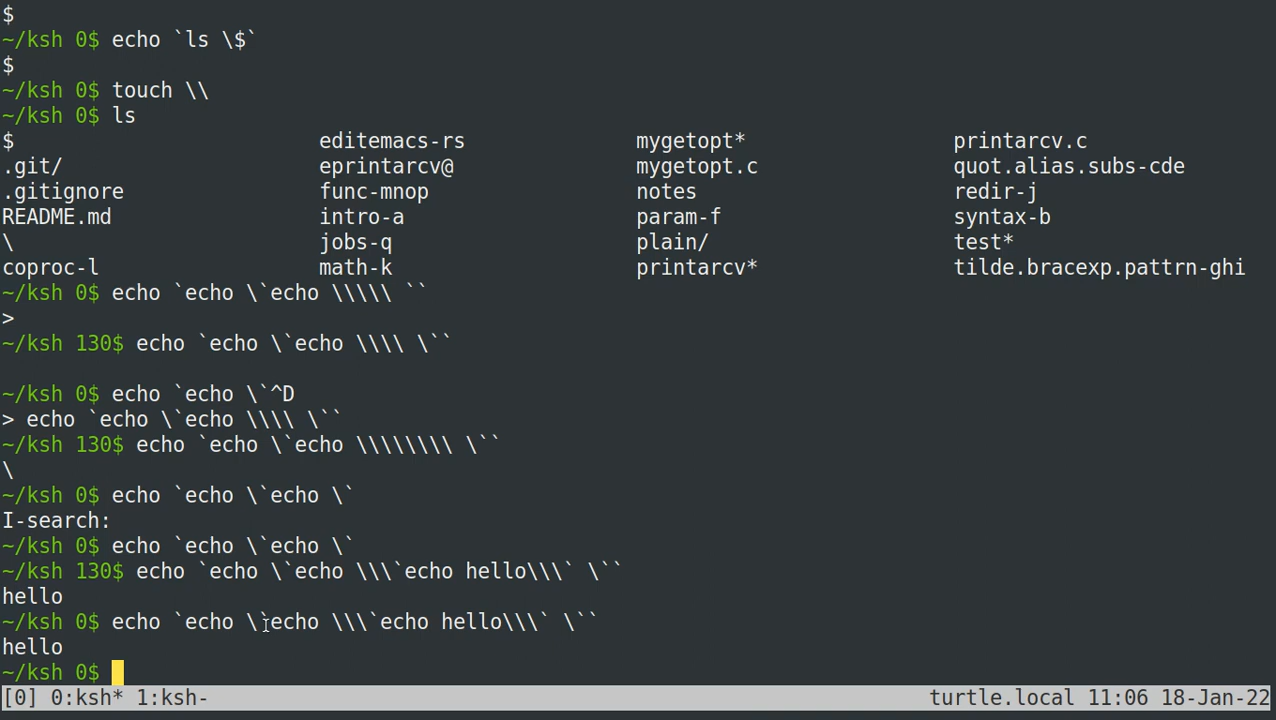 $
~/ksh 0$ echo `ls \$`
$
~/ksh 0$ touch \\
~/ksh 0$ ls
$ editemacs-rs mygetopt* printarcv.c
.git/ eprintarcv@ mygetopt.c quot.alias.subs-cde
.gitignore func-mnop notes redir-j
README.md intro-a param-f syntax-b
\ jobs-q plain/ test*
coproc-l math-k printarcv* tilde.bracexp.pattrn-ghi
~/ksh 0$ echo `echo \`echo \\\\\ ``
>
~/ksh 130$ echo `echo \`echo \\\\ \``
~/ksh 0$ echo `echo \`^D
> echo `echo \`echo \\\\ \``
~/ksh 130$ echo `echo \`echo \\\\\\\\ \``
\
~/ksh 0$ echo `echo \`echo \`
I-search:
~/ksh 0$ echo `echo \`echo \`
~/ksh 130$ echo `echo \`echo \\\`echo hello\\\` \``
hello
~/ksh 0$ echo `echo \`echo \\\`echo hello\\\` \``
hello
~/ksh 0$
[0] 0:ksh* 1:ksh- turtle.local 11:06 18-Jan-22